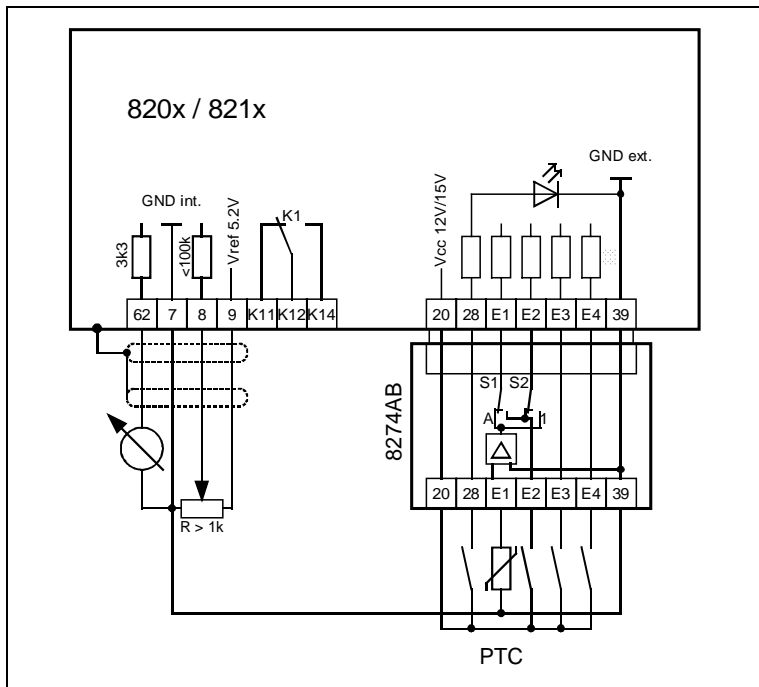 820x / 821x
GND ext.
GND int.
3k3
<100k
Vref 5.2V
K1
Vcc 12V/15V
62 7 8 9 K11 K12 K14
20 28 E1 E2 E3 E4 39
8274AB
S1 S2
A 1
20 28 E1 E2 E3 E4 39
R > 1k
PTC